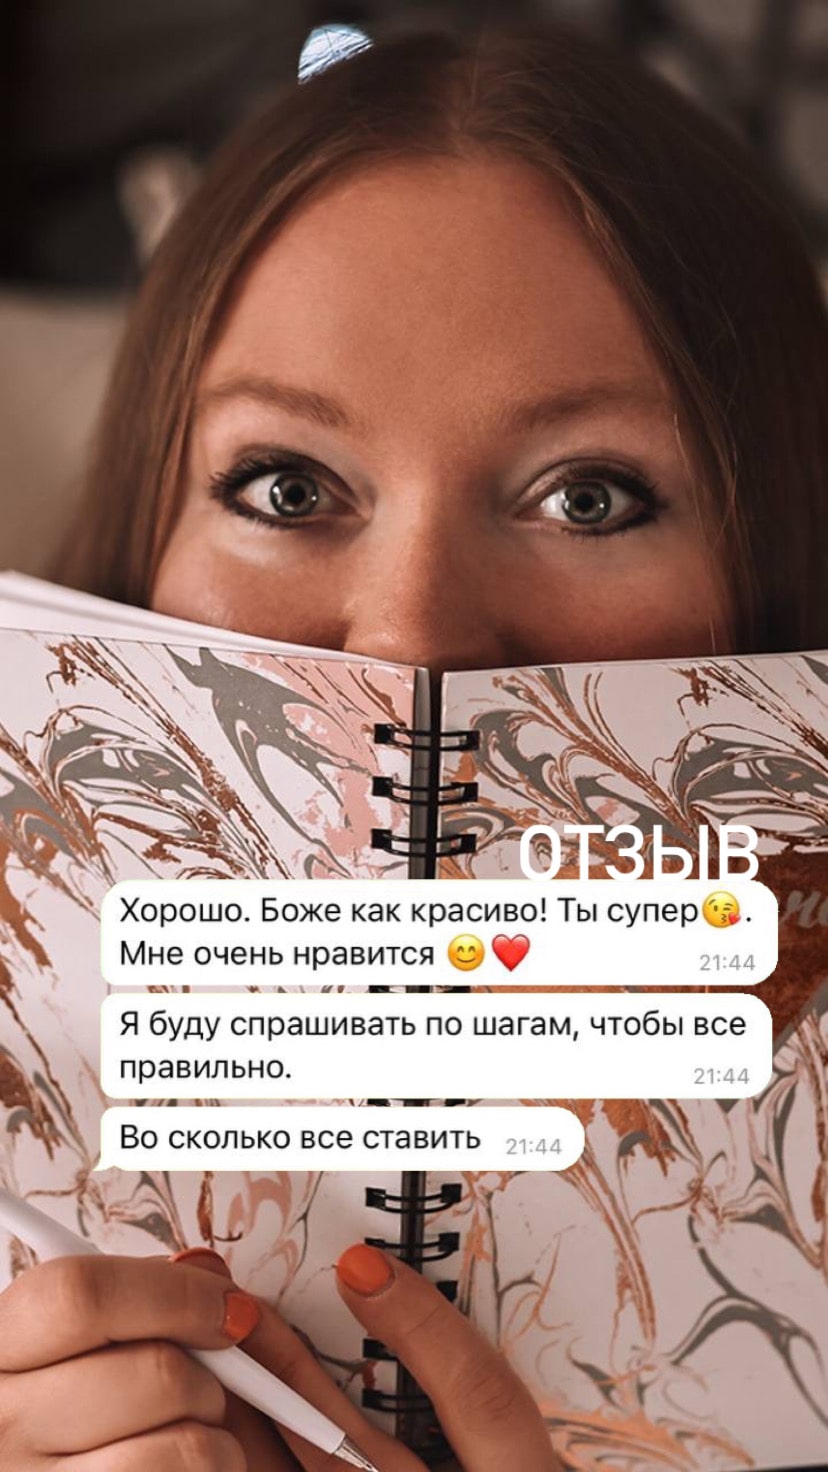 ОТЗЫВ
Хорошо. Боже как красиво! Ты супер😘.
Мне очень нравится 😊❤️
21:44
Я буду спрашивать по шагам, чтобы все
правильно.
21:44
Во сколько все ставить 21:44